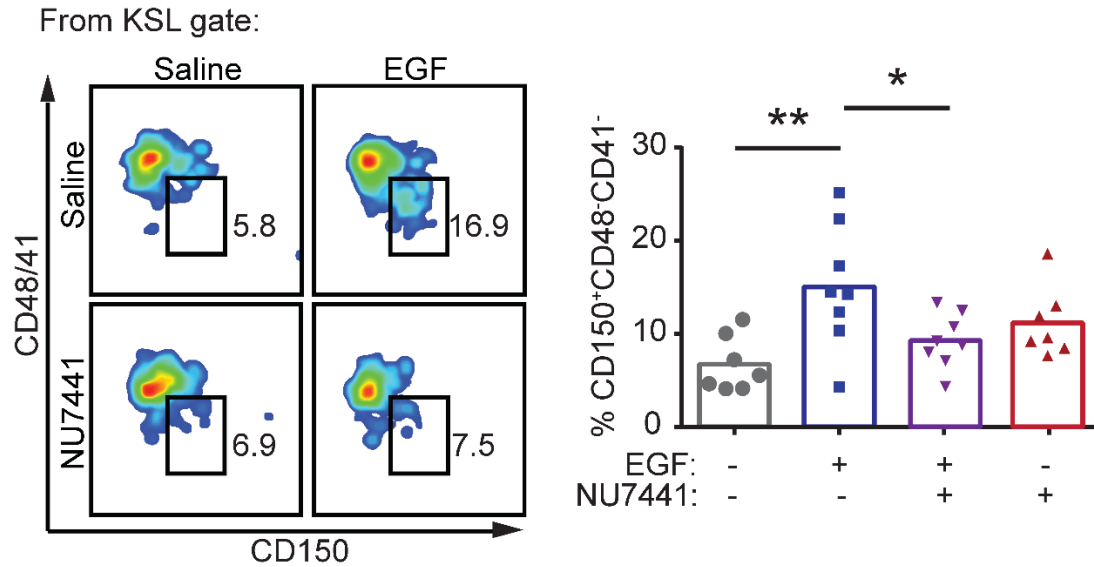 From KSL gate:
Saline EGF
Saline
NU7441
CD48/41
CD150
5.8
16.9
6.9
7.5
* 
**
% CD150⁺CD48⁻CD41⁻
30
20
10
0
EGF: - + + -
NU7441: - - + +